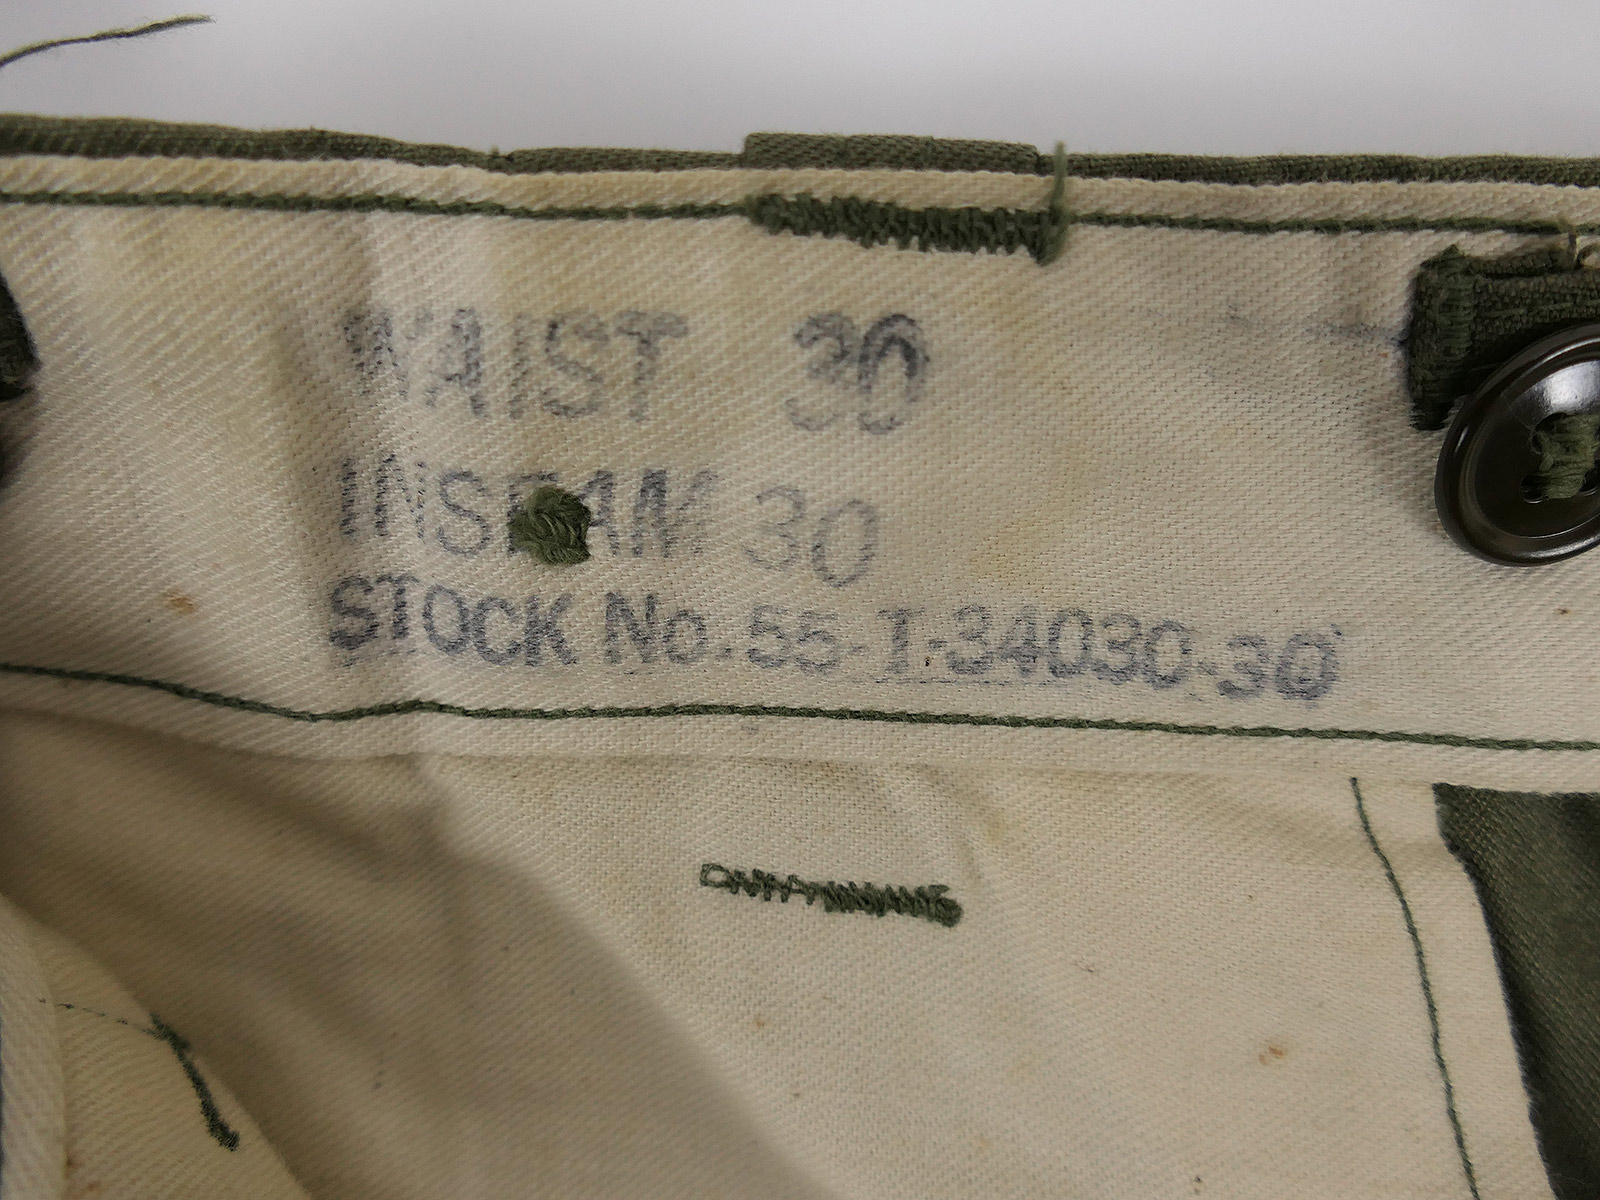 WAIST 30
INSEAM 30
STOCK No. 55-T-34030-30